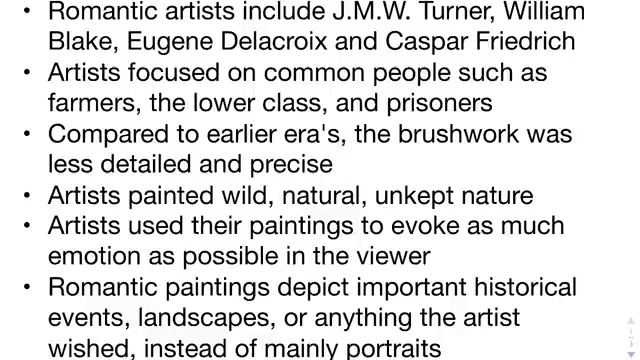 • Romantic artists include J.M.W. Turner, William
Blake, Eugene Delacroix and Caspar Friedrich
• Artists focused on common people such as
farmers, the lower class, and prisoners
• Compared to earlier era's, the brushwork was
less detailed and precise
• Artists painted wild, natural, unkept nature
• Artists used their paintings to evoke as much
emotion as possible in the viewer
• Romantic paintings depict important historical
events, landscapes, or anything the artist
wished, instead of mainly portraits